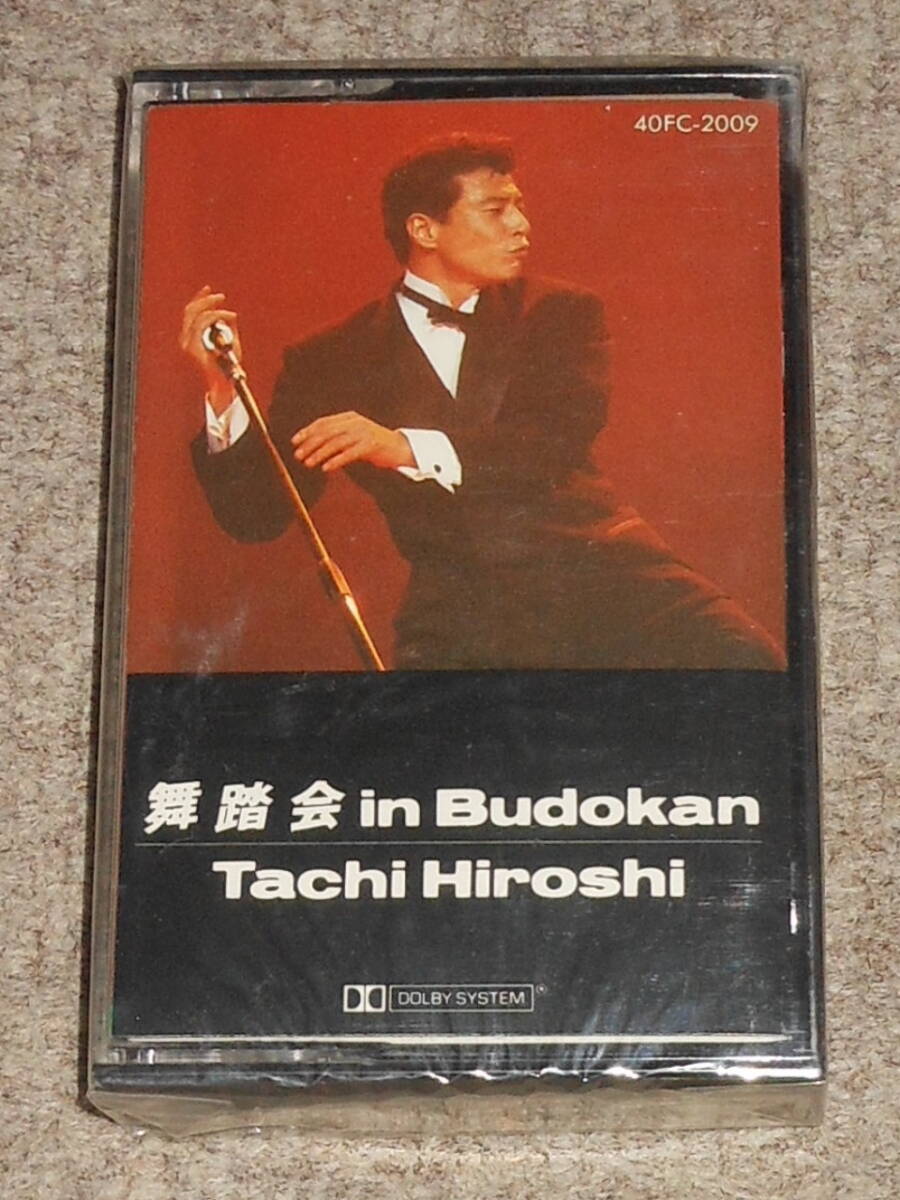 40FC-2009
舞踏会 in Budokan
Tachi Hiroshi
DOLBY SYSTEM